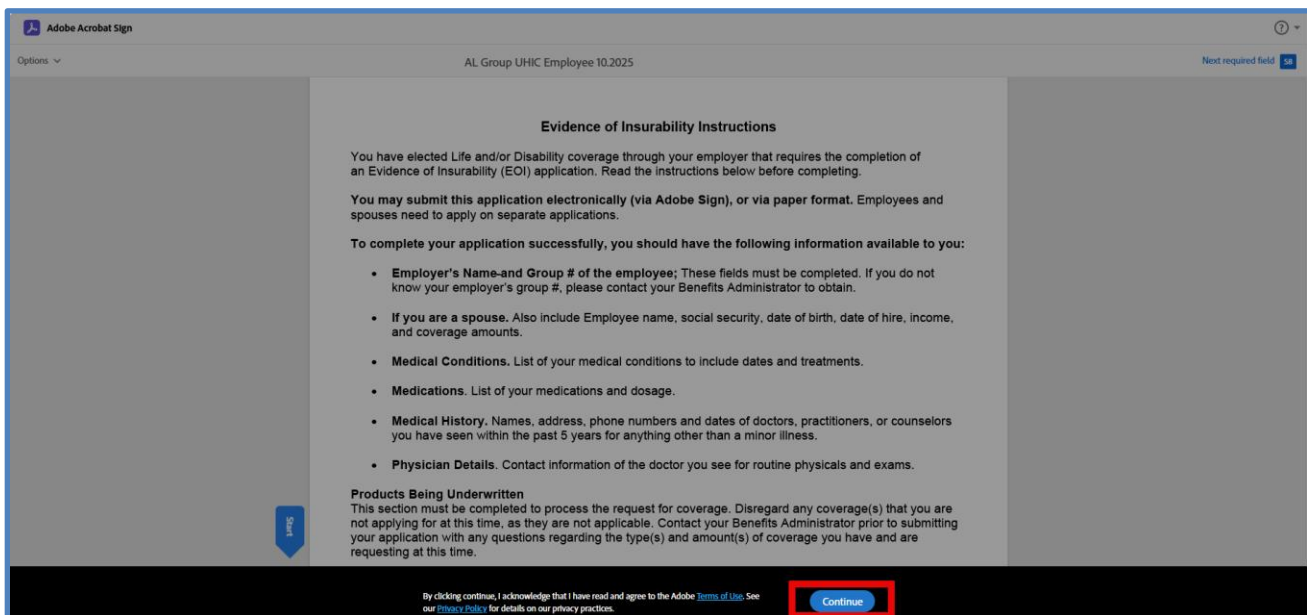 Adobe Acrobat Sign
Options
AL Group UHIC Employee 10.2025
Next required field 58
Evidence of Insurability Instructions
You have elected Life and/or Disability coverage through your employer that requires the completion of
an Evidence of Insurability (EOI) application. Read the instructions below before completing.
You may submit this application electronically (via Adobe Sign), or via paper format. Employees and
spouses need to apply on separate applications.
To complete your application successfully, you should have the following information available to you:
• Employer's Name-and Group # of the employee; These fields must be completed. If you do not
know your employer's group #, please contact your Benefits Administrator to obtain.
• If you are a spouse. Also include Employee name, social security, date of birth, date of hire, income,
and coverage amounts.
• Medical Conditions. List of your medical conditions to include dates and treatments.
• Medications. List of your medications and dosage.
• Medical History. Names, address, phone numbers and dates of doctors, practitioners, or counselors
you have seen within the past 5 years for anything other than a minor illness.
• Physician Details. Contact information of the doctor you see for routine physicals and exams.
Products Being Underwritten
This section must be completed to process the request for coverage. Disregard any coverage(s) that you are
not applying for at this time, as they are not applicable. Contact your Benefits Administrator prior to submitting
your application with any questions regarding the type(s) and amount(s) of coverage you have and are
requesting at this time.
Start
By clicking continue, I acknowledge that I have read and agree to the Adobe Terms of Use. See
our Privacy Policy for details on our privacy practices.
Continue